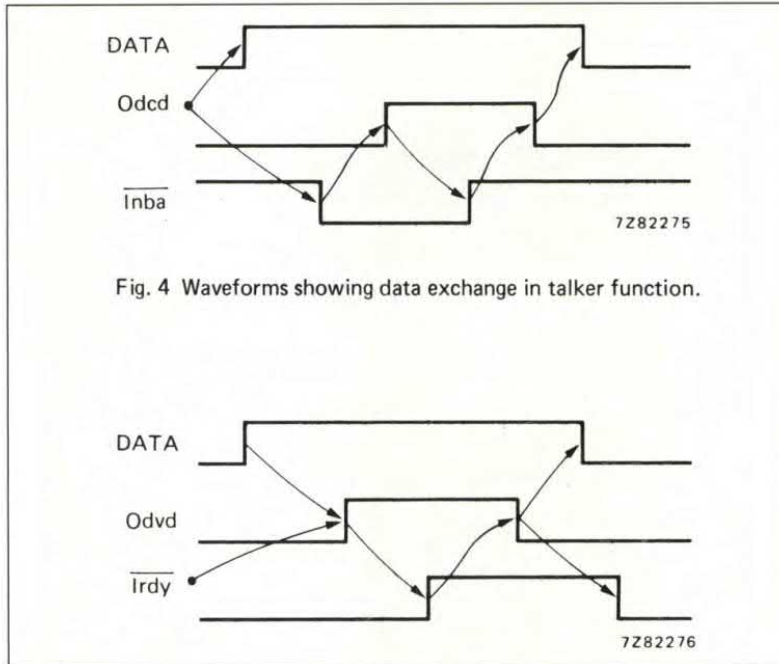 DATA
Odcd
Inba
7Z82275
Fig. 4 Waveforms showing data exchange in talker function.
DATA
Odvd
Irdy
7Z82276